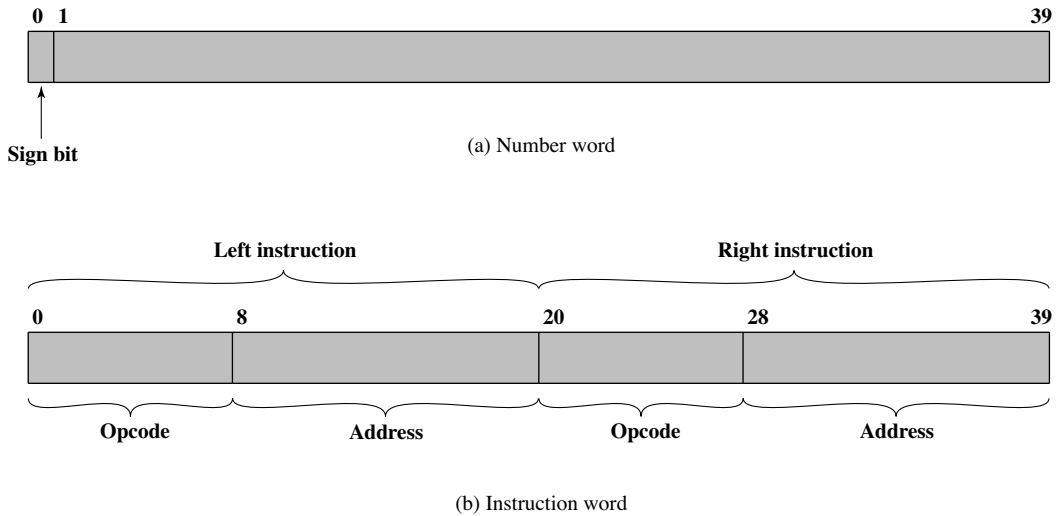 0 1 39
Sign bit
(a) Number word
Left instruction Right instruction
0 8 20 28 39
Opcode Address Opcode Address
(b) Instruction word